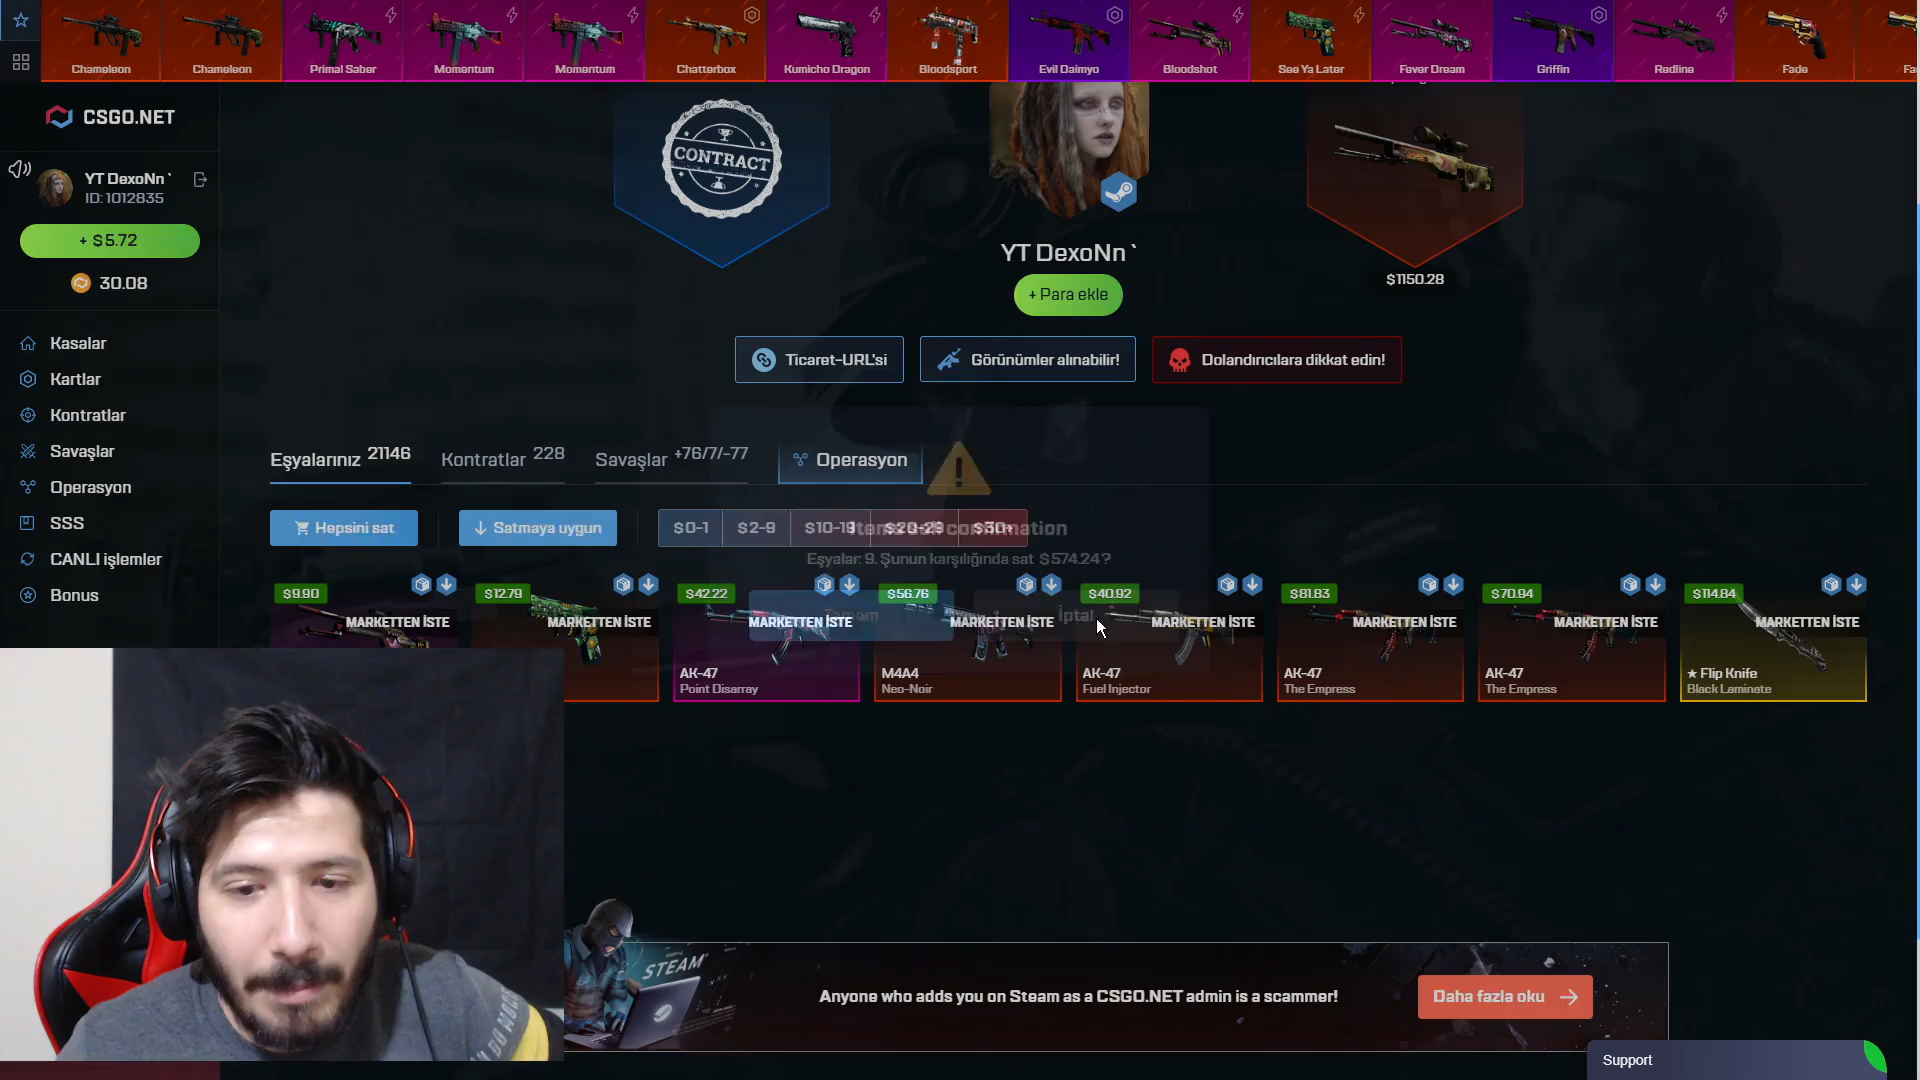 Chameleon
Chameleon
Primal Saber
Momentum
Momentum
Chatterbox
Kumicho Dragon
Bloodsport
Evil Daimyo
Bloodshot
See Ya Later
Fever Dream
Griffin
Redline
Fade
Fa
CSGO.NET
YT DexoNn `
ID: 1012835
+ $5.72
30.08
Kasalar
Kartlar
Kontratlar
Savaşlar
Operasyon
SSS
CANLI işlemler
Bonus
CONTRACT
YT DexoNn `
+ Para ekle
$1150.28
Ticaret-URL'si
Görünümler alınabilir!
Dolandırıcılara dikkat edin!
Eşyalarınız 21146
Kontratlar 228
Savaşlar +76/7/-77
Operasyon
Hepsini sat
Satmaya uygun
$0-1
$2-9
$10-19
$20-29
$30+
Items sell confirmation
Eşyalar: 9. Şunun karşılığında sat $574.24?
Tamam
İptal
$9.90
MARKETTEN İSTE
$12.79
MARKETTEN İSTE
$42.22
MARKETTEN İSTE
AK-47
Point Disarray
$56.76
MARKETTEN İSTE
M4A4
Neo-Noir
$40.92
MARKETTEN İSTE
AK-47
Fuel Injector
$81.83
MARKETTEN İSTE
AK-47
The Empress
$70.94
MARKETTEN İSTE
AK-47
The Empress
$114.84
MARKETTEN İSTE
★ Flip Knife
Black Laminate
STEAM
Anyone who adds you on Steam as a CSGO.NET admin is a scammer!
Daha fazla oku
Support